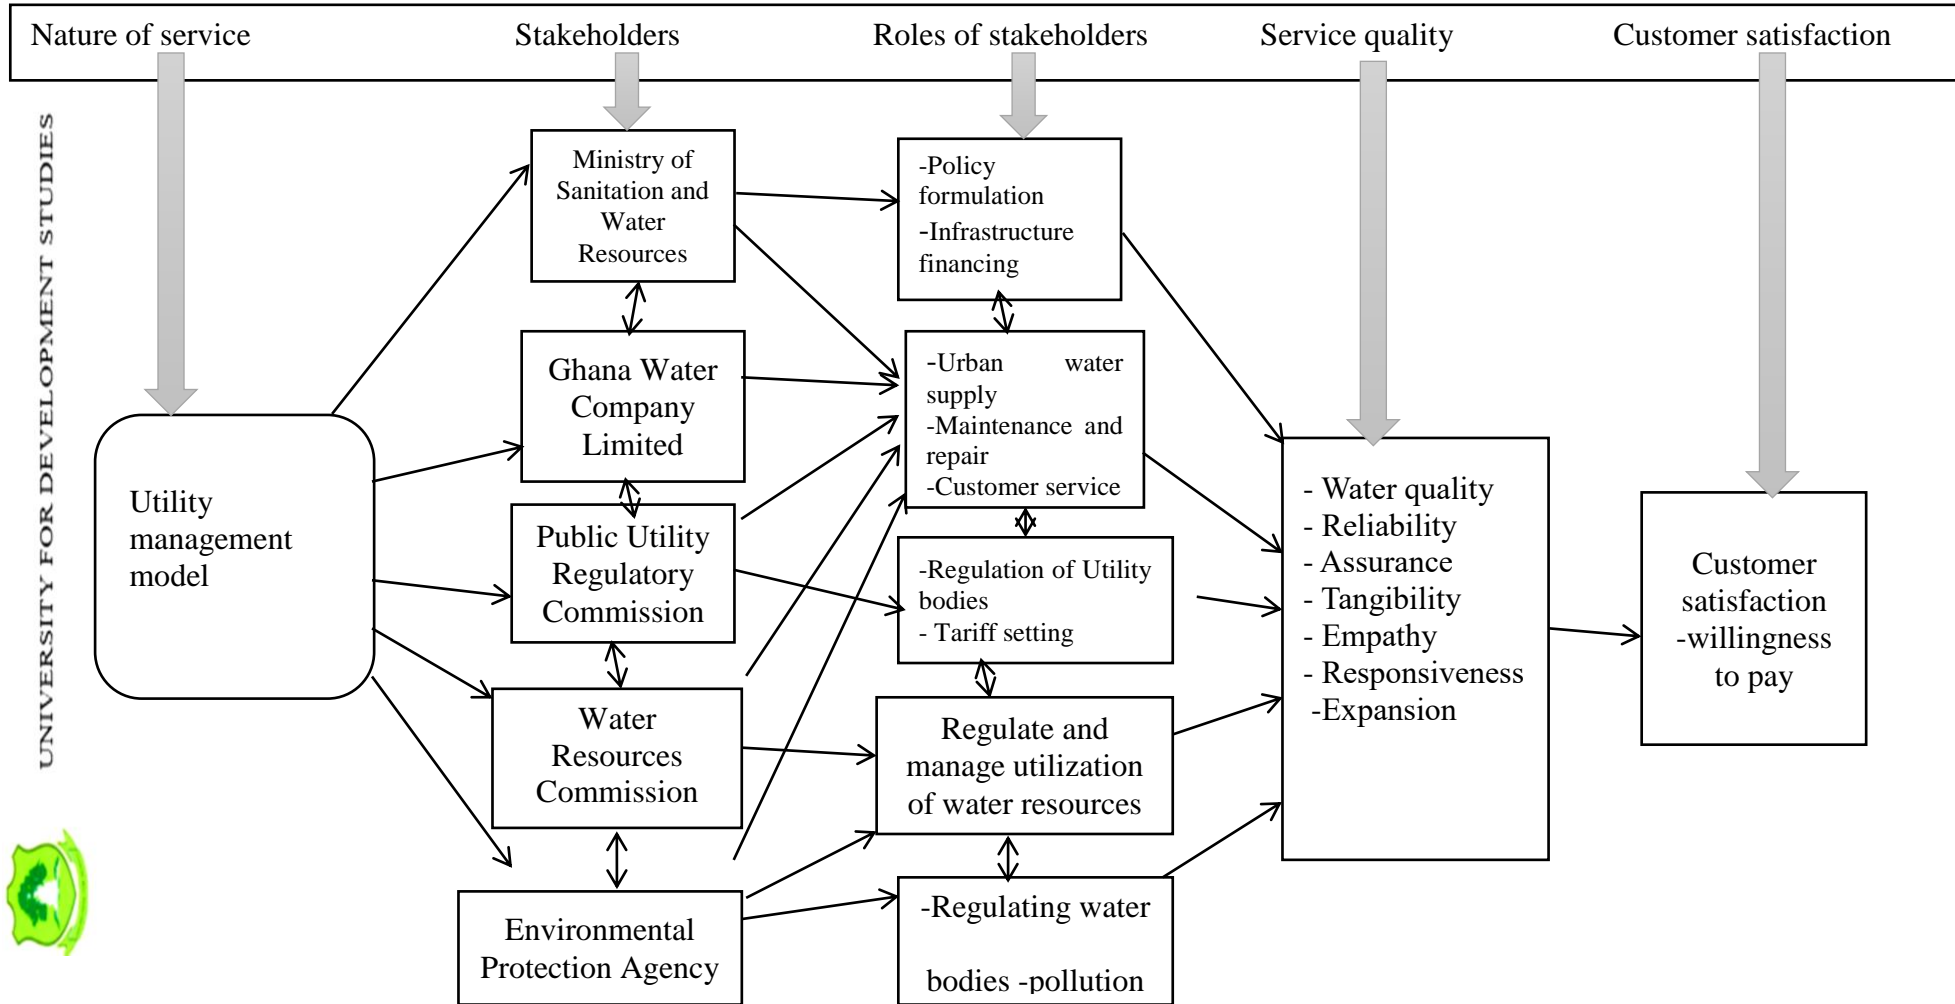 Nature of service
Stakeholders
Roles of stakeholders
Service quality
Customer satisfaction
UNIVERSITY FOR DEVELOPMENT STUDIES
Utility
management
model
Ministry of
Sanitation and
Water
Resources
Ghana Water
Company
Limited
Public Utility
Regulatory
Commission
Water
Resources
Commission
Environmental
Protection Agency
-Policy
formulation
-Infrastructure
financing
-Urban water
supply
-Maintenance and
repair
-Customer service
-Regulation of Utility
bodies
- Tariff setting
Regulate and
manage utilization
of water resources
-Regulating water
bodies -pollution
- Water quality
- Reliability
- Assurance
- Tangibility
- Empathy
- Responsiveness
-Expansion
Customer
satisfaction
-willingness
to pay